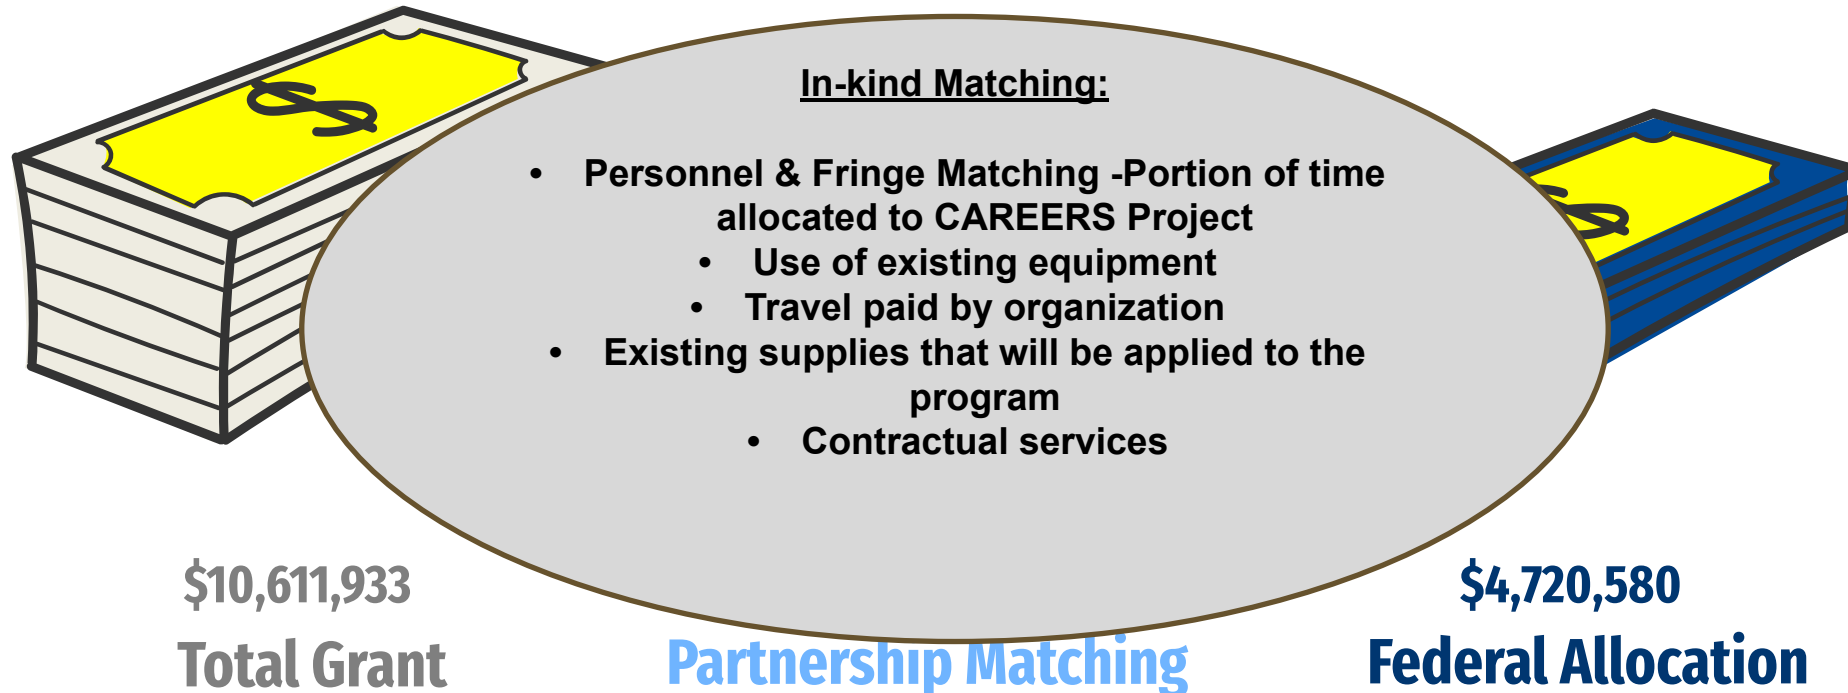 In-kind Matching:
• Personnel & Fringe Matching -Portion of time
allocated to CAREERS Project
• Use of existing equipment
• Travel paid by organization
• Existing supplies that will be applied to the
program
• Contractual services
$10,611,933
$4,720,580
Total Grant
Partnership Matching
Federal Allocation